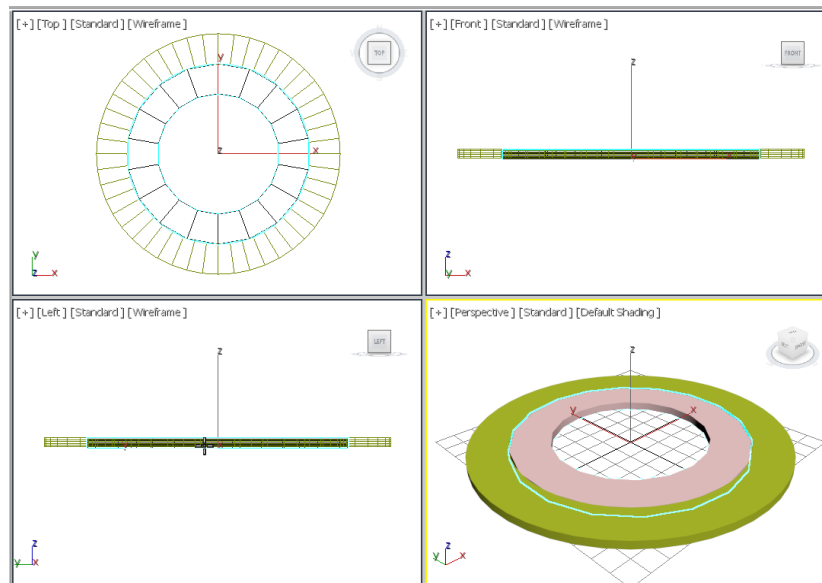 [+] [Top] [Standard] [Wireframe]
TOP
y
z
x
y
z
x
[+] [Front] [Standard] [Wireframe]
FRONT
z
x
z
y
x
[+] [Left] [Standard] [Wireframe]
LEFT
z
y
z
y
x
[+] [Perspective] [Standard] [Default Shading]
z
y
x
z
y
x